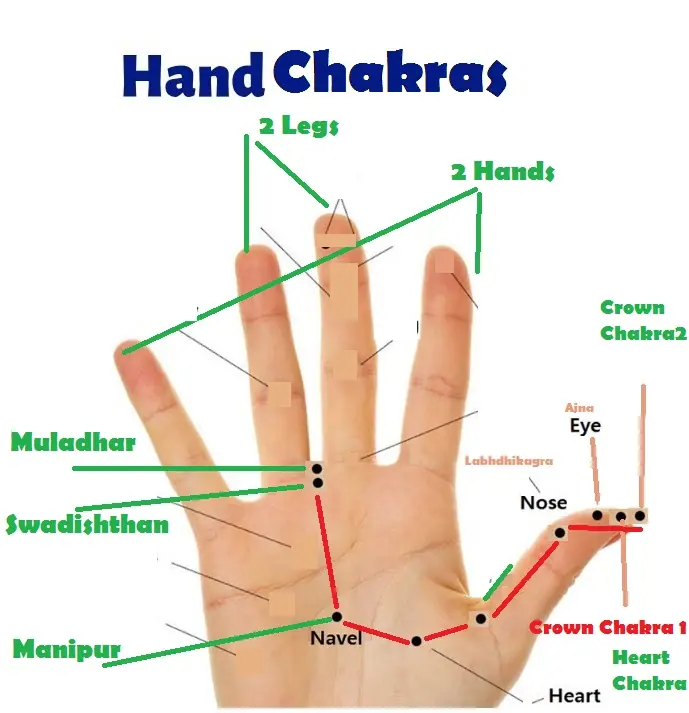 Hand Chakras
2 Legs
2 Hands
Crown
Chakra2
Ajna
Eye
Muladhar
Labhdhikagra
Nose
Swadishthan
Crown Chakra 1
Navel
Manipur
Heart
Chakra
Heart